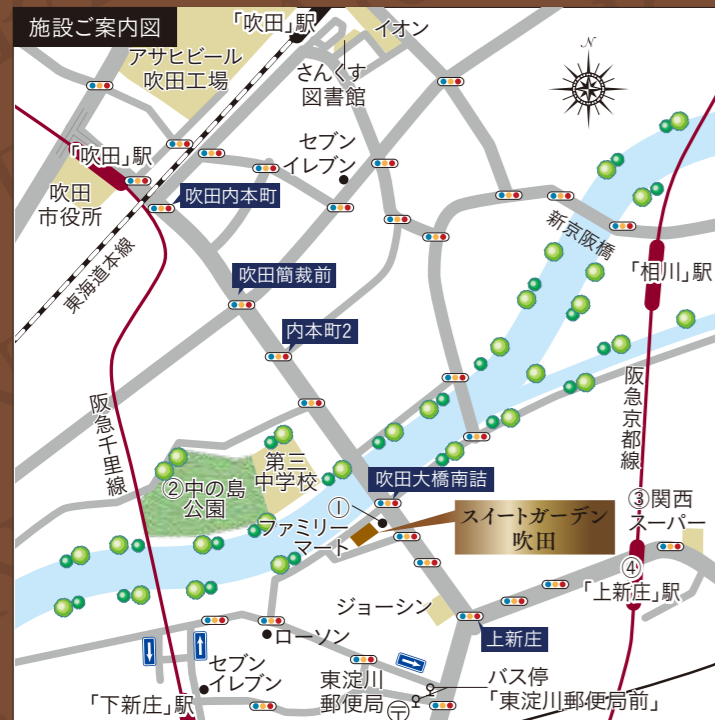 施設ご案内図
「吹田」駅
イオン
アサヒビール
吹田工場
さんくす
図書館
N
「吹田」駅
セブン
イレブン
吹田
市役所
吹田内本町
東海道本線
新京阪橋
吹田簡裁前
「相川」駅
内本町2
阪急千里線
阪急京都線
第三
中学校
②中の島
公園
吹田大橋南詰
①
ファミリー
マート
スイートガーデン
吹田
③関西
スーパー
④
「上新庄」駅
ジョーシン
上新庄
ローソン
セブン
イレブン
東淀川
郵便局
〒
バス停
「東淀川郵便局前」
「下新庄」駅